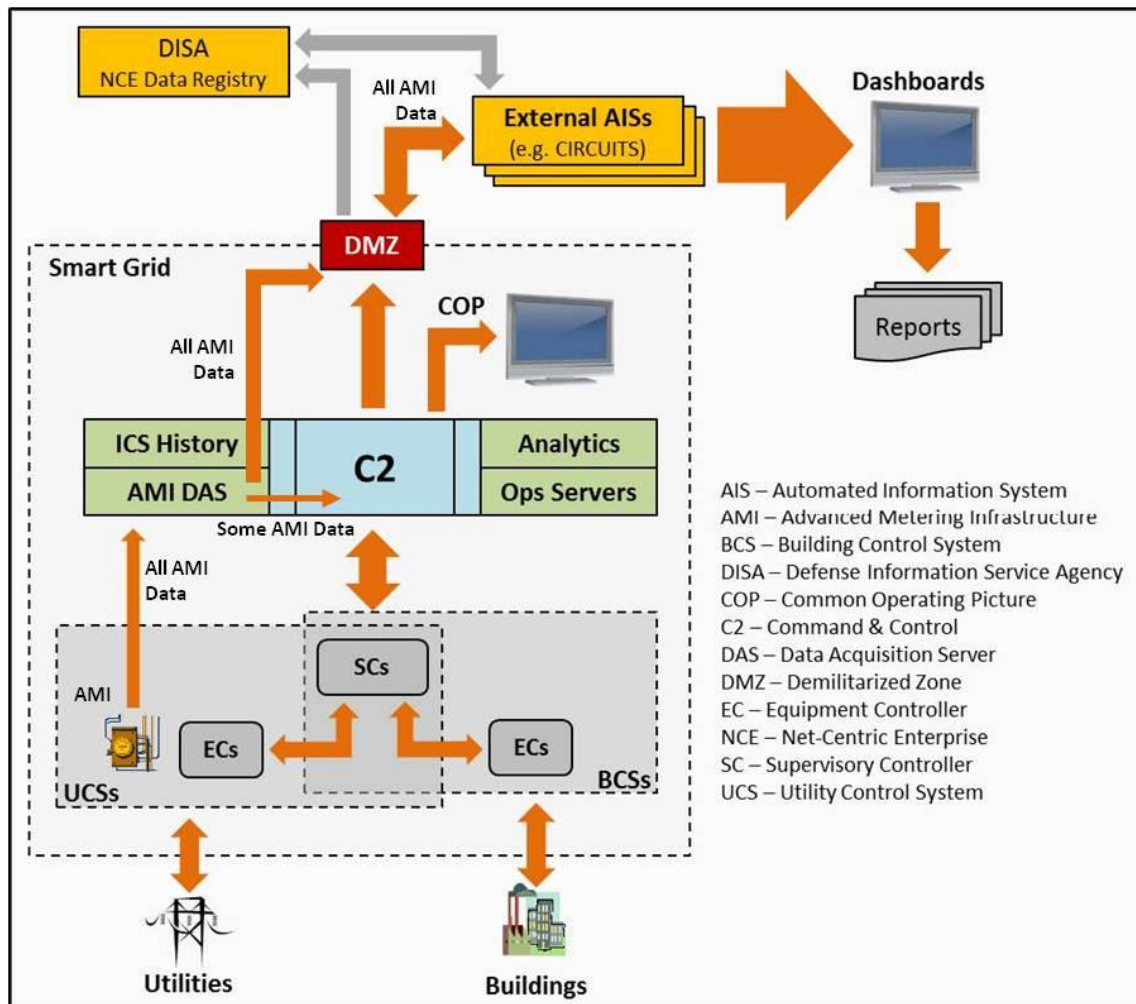 DISA
NCE Data Registry
All AMI
Data
External AISs
(e.g. CIRCUITS)
Dashboards
DMZ
Smart Grid
COP
Reports
All AMI
Data
ICS History
AMI DAS
C2
Analytics
Ops Servers
Some AMI Data
All AMI
Data
SCs
AMI
ECs
ECs
UCSs
BCSs
Utilities
Buildings
AIS – Automated Information System
AMI – Advanced Metering Infrastructure
BCS – Building Control System
DISA – Defense Information Service Agency
COP – Common Operating Picture
C2 – Command & Control
DAS – Data Acquisition Server
DMZ – Demilitarized Zone
EC – Equipment Controller
NCE – Net-Centric Enterprise
SC – Supervisory Controller
UCS – Utility Control System